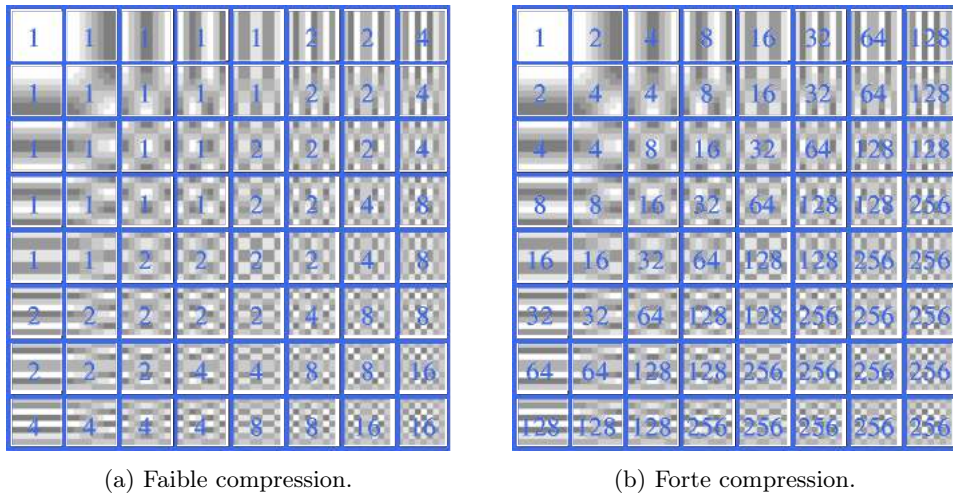 1 1 1 1 1 2 2 4
1 1 1 1 1 2 2 4
1 1 1 1 2 2 2 4
1 1 1 1 2 2 4 8
1 1 2 2 2 2 4 8
2 2 2 2 2 4 8 8
2 2 2 4 4 8 8 16
4 4 4 4 8 8 16 16
(a) Faible compression.
1 2 4 8 16 32 64 128
2 4 4 8 16 32 64 128
4 4 8 16 32 64 128 128
8 8 16 32 64 128 128 256
16 16 32 64 128 128 256 256
32 32 64 128 128 256 256 256
64 64 128 128 256 256 256 256
128 128 128 256 256 256 256 256
(b) Forte compression.